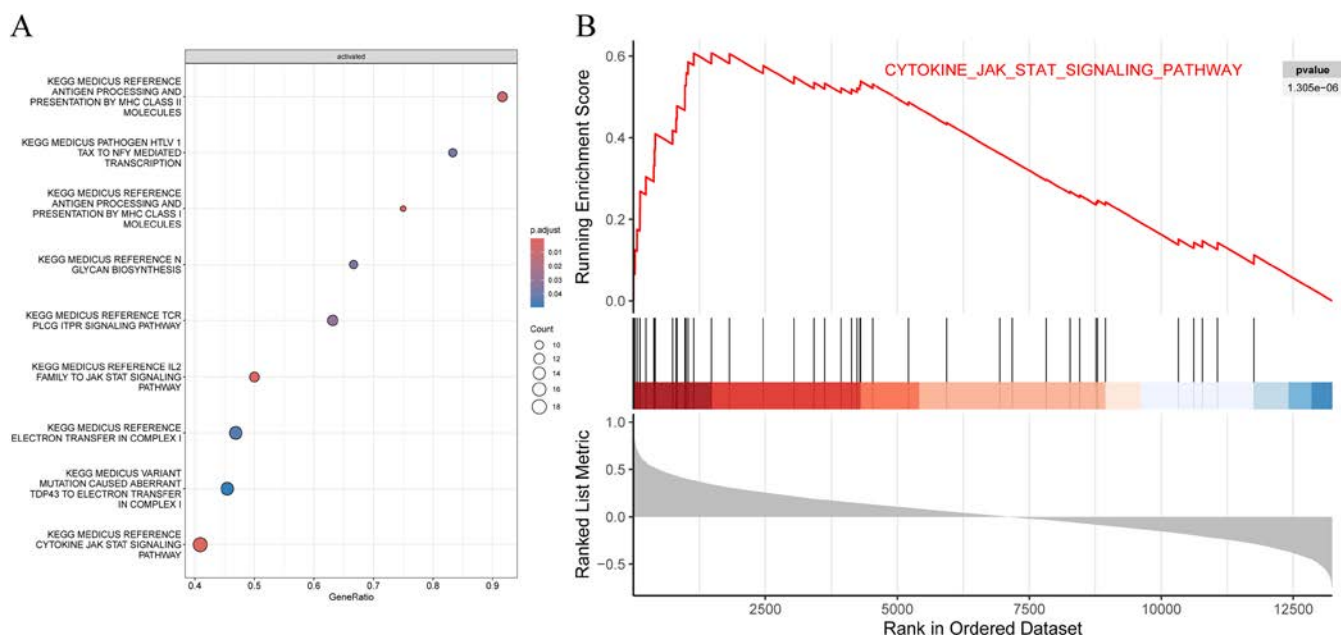 A
activated
KEGG MEDICUS REFERENCE
ANTIGEN PROCESSING AND
PRESENTATION BY MHC CLASS II
MOLECULES
KEGG MEDICUS PATHOGEN HTLV 1
TAX TO NFY MEDIATED
TRANSCRIPTION
KEGG MEDICUS REFERENCE
ANTIGEN PROCESSING AND
PRESENTATION BY MHC CLASS I
MOLECULES
KEGG MEDICUS REFERENCE N
GLYCAN BIOSYNTHESIS
KEGG MEDICUS REFERENCE TCR
PLCG ITPR SIGNALING PATHWAY
KEGG MEDICUS REFERENCE IL2
FAMILY TO JAK STAT SIGNALING
PATHWAY
KEGG MEDICUS REFERENCE
ELECTRON TRANSFER IN COMPLEX I
KEGG MEDICUS VARIANT
MUTATION CAUSED ABERRANT
TDP43 TO ELECTRON TRANSFER
IN COMPLEX I
KEGG MEDICUS REFERENCE
CYTOKINE JAK STAT SIGNALING
PATHWAY
0.4 0.5 0.6 0.7 0.8 0.9
GeneRatio
p.adjust
0.01
0.02
0.03
0.04
Count
10
12
14
16
18
B
Running Enrichment Score
0.6
0.4
0.2
0.0
CYTOKINE_JAK_STAT_SIGNALING_PATHWAY
pvalue
1.305e-06
Ranked List Metric
1.0
0.5
0.0
−0.5
2500 5000 7500 10000 12500
Rank in Ordered Dataset